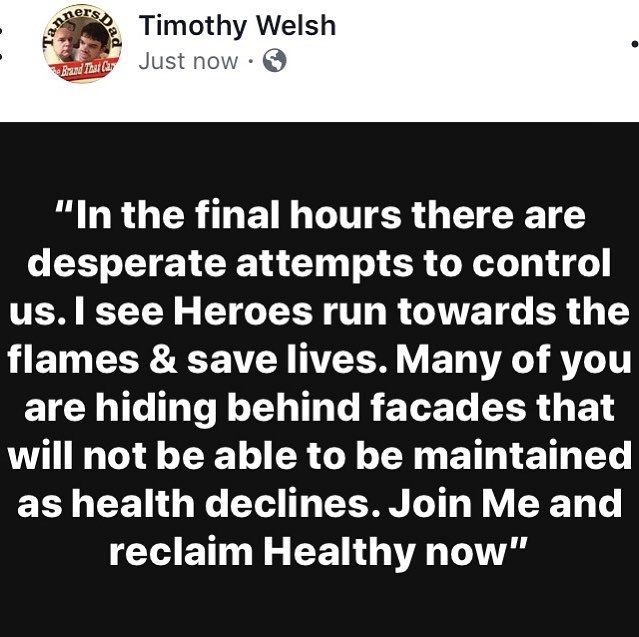 TannersDad
The Brand That Car
Timothy Welsh
Just now ·
“In the final hours there are
desperate attempts to control
us. I see Heroes run towards the
flames & save lives. Many of you
are hiding behind facades that
will not be able to be maintained
as health declines. Join Me and
reclaim Healthy now”